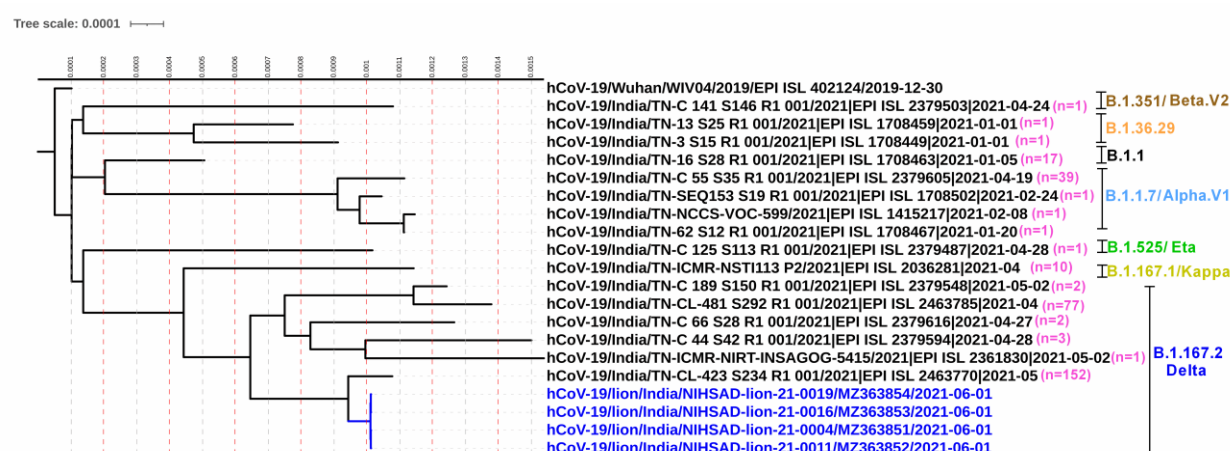 Tree scale: 0.0001
0.0001 0.0002 0.0003 0.0004 0.0005 0.0006 0.0007 0.0008 0.0009 0.001 0.0011 0.0012 0.0013 0.0014 0.0015
hCoV-19/Wuhan/WIV04/2019/EPI ISL 402124/2019-12-30
hCoV-19/India/TN-C 141 S146 R1 001/2021|EPI ISL 2379503|2021-04-24 (n=1) B.1.351/ Beta.V2
hCoV-19/India/TN-13 S25 R1 001/2021|EPI ISL 1708459|2021-01-01 (n=1)
B.1.36.29
hCoV-19/India/TN-3 S15 R1 001/2021|EPI ISL 1708449|2021-01-01 (n=1)
hCoV-19/India/TN-16 S28 R1 001/2021|EPI ISL 1708463|2021-01-05 (n=17) B.1.1
hCoV-19/India/TN-C 55 S35 R1 001/2021|EPI ISL 2379605|2021-04-19 (n=39)
hCoV-19/India/TN-SEQ153 S19 R1 001/2021|EPI ISL 1708502|2021-02-24 (n=1) B.1.1.7/Alpha.V1
hCoV-19/India/TN-NCCS-VOC-599/2021|EPI ISL 1415217|2021-02-08 (n=1)
hCoV-19/India/TN-62 S12 R1 001/2021|EPI ISL 1708467|2021-01-20 (n=1)
hCoV-19/India/TN-C 125 S113 R1 001/2021|EPI ISL 2379487|2021-04-28 (n=1) B.1.525/ Eta
hCoV-19/India/TN-ICMR-NSTI113 P2/2021|EPI ISL 2036281|2021-04 (n=10) B.1.167.1/Kappa
hCoV-19/India/TN-C 189 S150 R1 001/2021|EPI ISL 2379548|2021-05-02 (n=2)
hCoV-19/India/TN-CL-481 S292 R1 001/2021|EPI ISL 2463785|2021-04 (n=77)
hCoV-19/India/TN-C 66 S28 R1 001/2021|EPI ISL 2379616|2021-04-27 (n=2)
hCoV-19/India/TN-C 44 S42 R1 001/2021|EPI ISL 2379594|2021-04-28 (n=3)
hCoV-19/India/TN-ICMR-NIRT-INSAGOG-5415/2021|EPI ISL 2361830|2021-05-02 (n=1) B.1.167.2
Delta
hCoV-19/India/TN-CL-423 S234 R1 001/2021|EPI ISL 2463770|2021-05 (n=152)
hCoV-19/lion/India/NIHSAD-lion-21-0019/MZ363854/2021-06-01
hCoV-19/lion/India/NIHSAD-lion-21-0016/MZ363853/2021-06-01
hCoV-19/lion/India/NIHSAD-lion-21-0004/MZ363851/2021-06-01
hCoV-19/lion/India/NIHSAD-lion-21-0011/MZ363852/2021-06-01